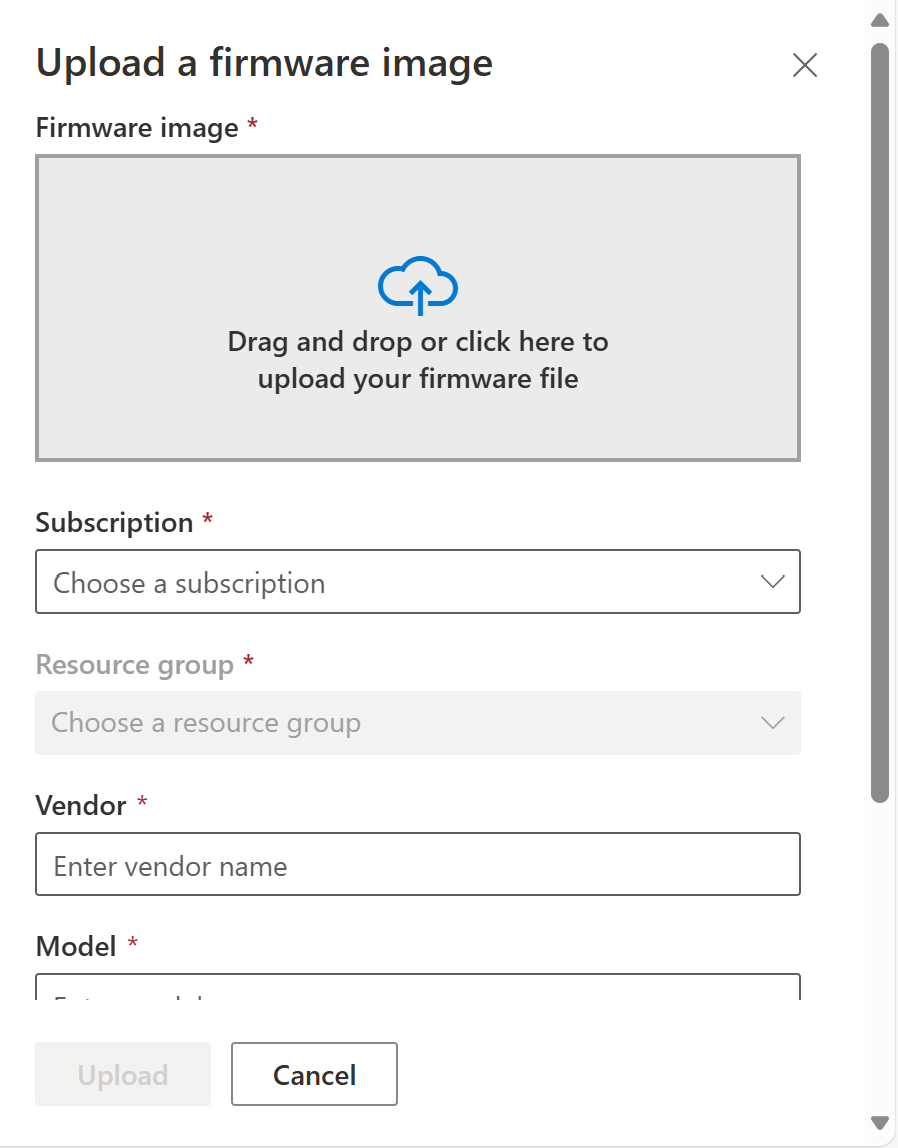 Upload a firmware image
Firmware image *
Drag and drop or click here to
upload your firmware file
Subscription *
Choose a subscription
Resource group *
Choose a resource group
Vendor *
Enter vendor name
Model *
Upload
Cancel